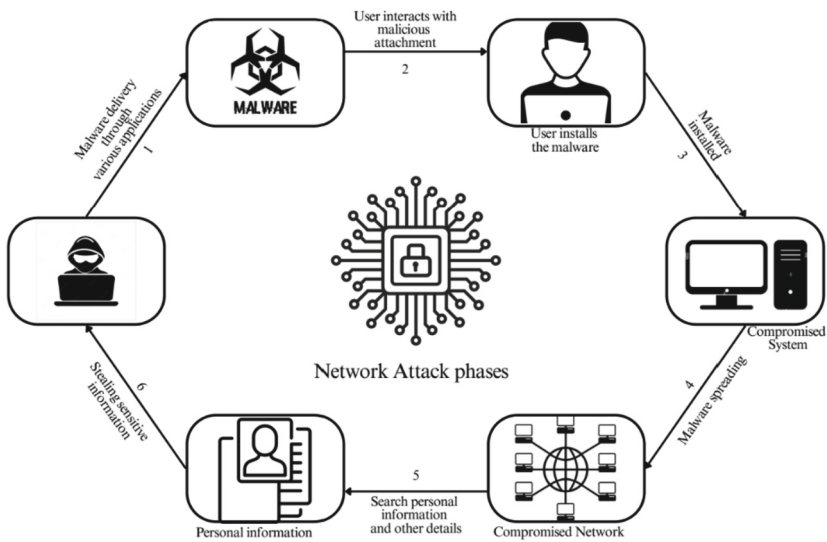 User interacts with
malicious
attachment
2
MALWARE
Malware delivery
through
various applications
1
User installs
the malware
Malware
installed
3
Network Attack phases
Compromised
System
4
Malware spreading
6
Stealing sensitive
information
5
Search personal
information
and other details
Personal information
Compromised Network